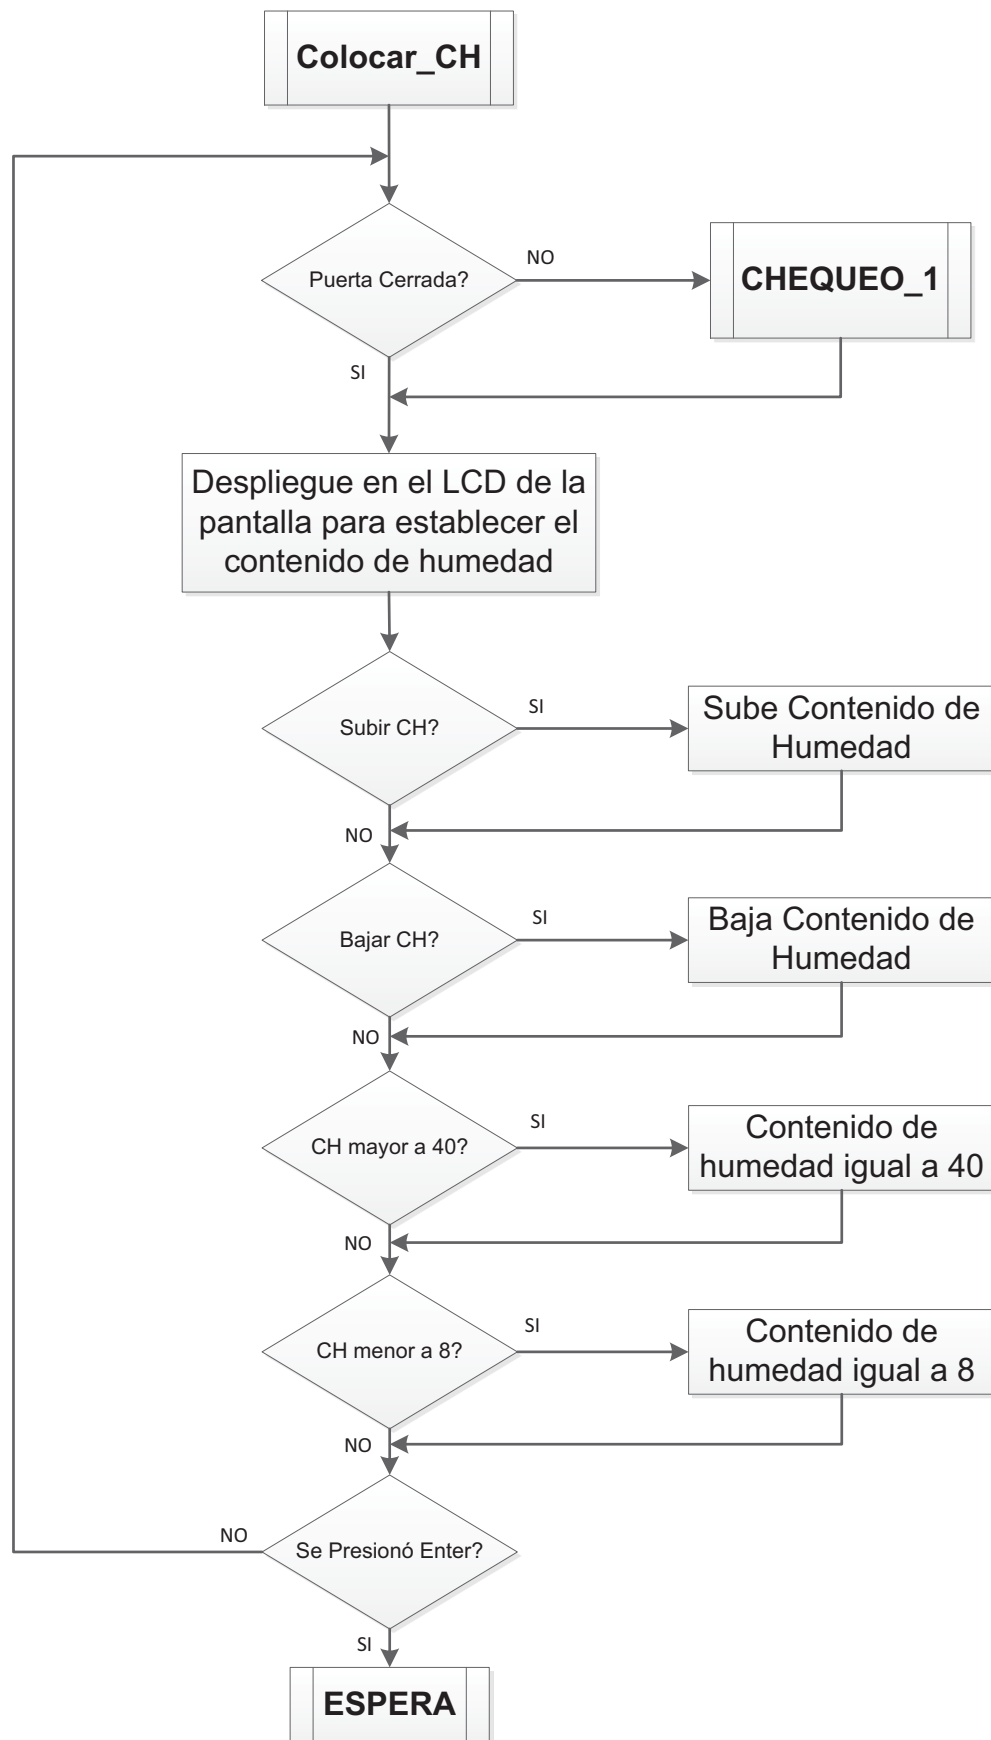 Colocar_CH
Puerta Cerrada?
NO
CHEQUEO_1
SI
Despliegue en el LCD de la
pantalla para establecer el
contenido de humedad
Subir CH?
SI
Sube Contenido de
Humedad
NO
Bajar CH?
SI
Baja Contenido de
Humedad
NO
CH mayor a 40?
SI
Contenido de
humedad igual a 40
NO
CH menor a 8?
SI
Contenido de
humedad igual a 8
NO
Se Presionó Enter?
NO
SI
ESPERA